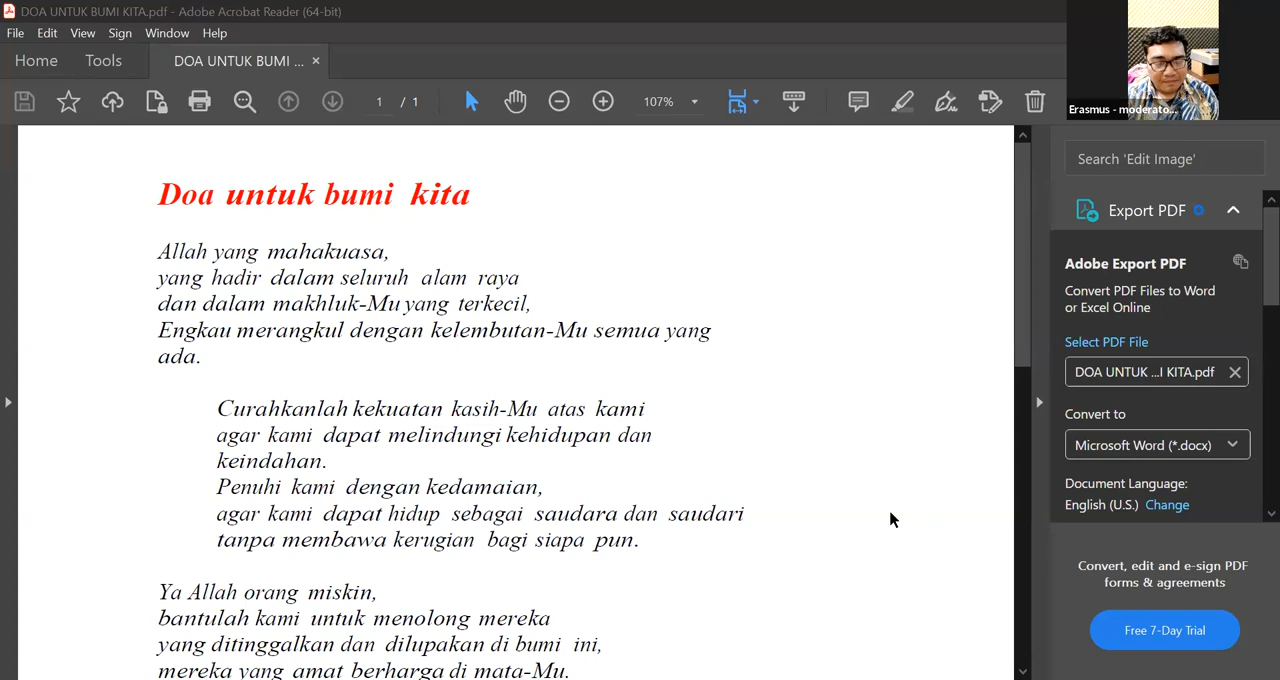 DOA UNTUK BUMI KITA.pdf - Adobe Acrobat Reader (64-bit)
File Edit View Sign Window Help
Home Tools DOA UNTUK BUMI ... ×
1 / 1 107%
Erasmus - moderato...
Doa untuk bumi kita
Allah yang mahakuasa,
yang hadir dalam seluruh alam raya
dan dalam makhluk-Mu yang terkecil,
Engkau merangkul dengan kelembutan-Mu semua yang
ada.
Curahkanlah kekuatan kasih-Mu atas kami
agar kami dapat melindungi kehidupan dan
keindahan.
Penuhi kami dengan kedamaian,
agar kami dapat hidup sebagai saudara dan saudari
tanpa membawa kerugian bagi siapa pun.
Ya Allah orang miskin,
bantulah kami untuk menolong mereka
yang ditinggalkan dan dilupakan di bumi ini,
mereka yang amat berharga di mata-Mu.
Search 'Edit Image'
Export PDF
Adobe Export PDF
Convert PDF Files to Word
or Excel Online
Select PDF File
DOA UNTUK ...I KITA.pdf
Convert to
Microsoft Word (*.docx)
Document Language:
English (U.S.) Change
Convert, edit and e-sign PDF
forms & agreements
Free 7-Day Trial